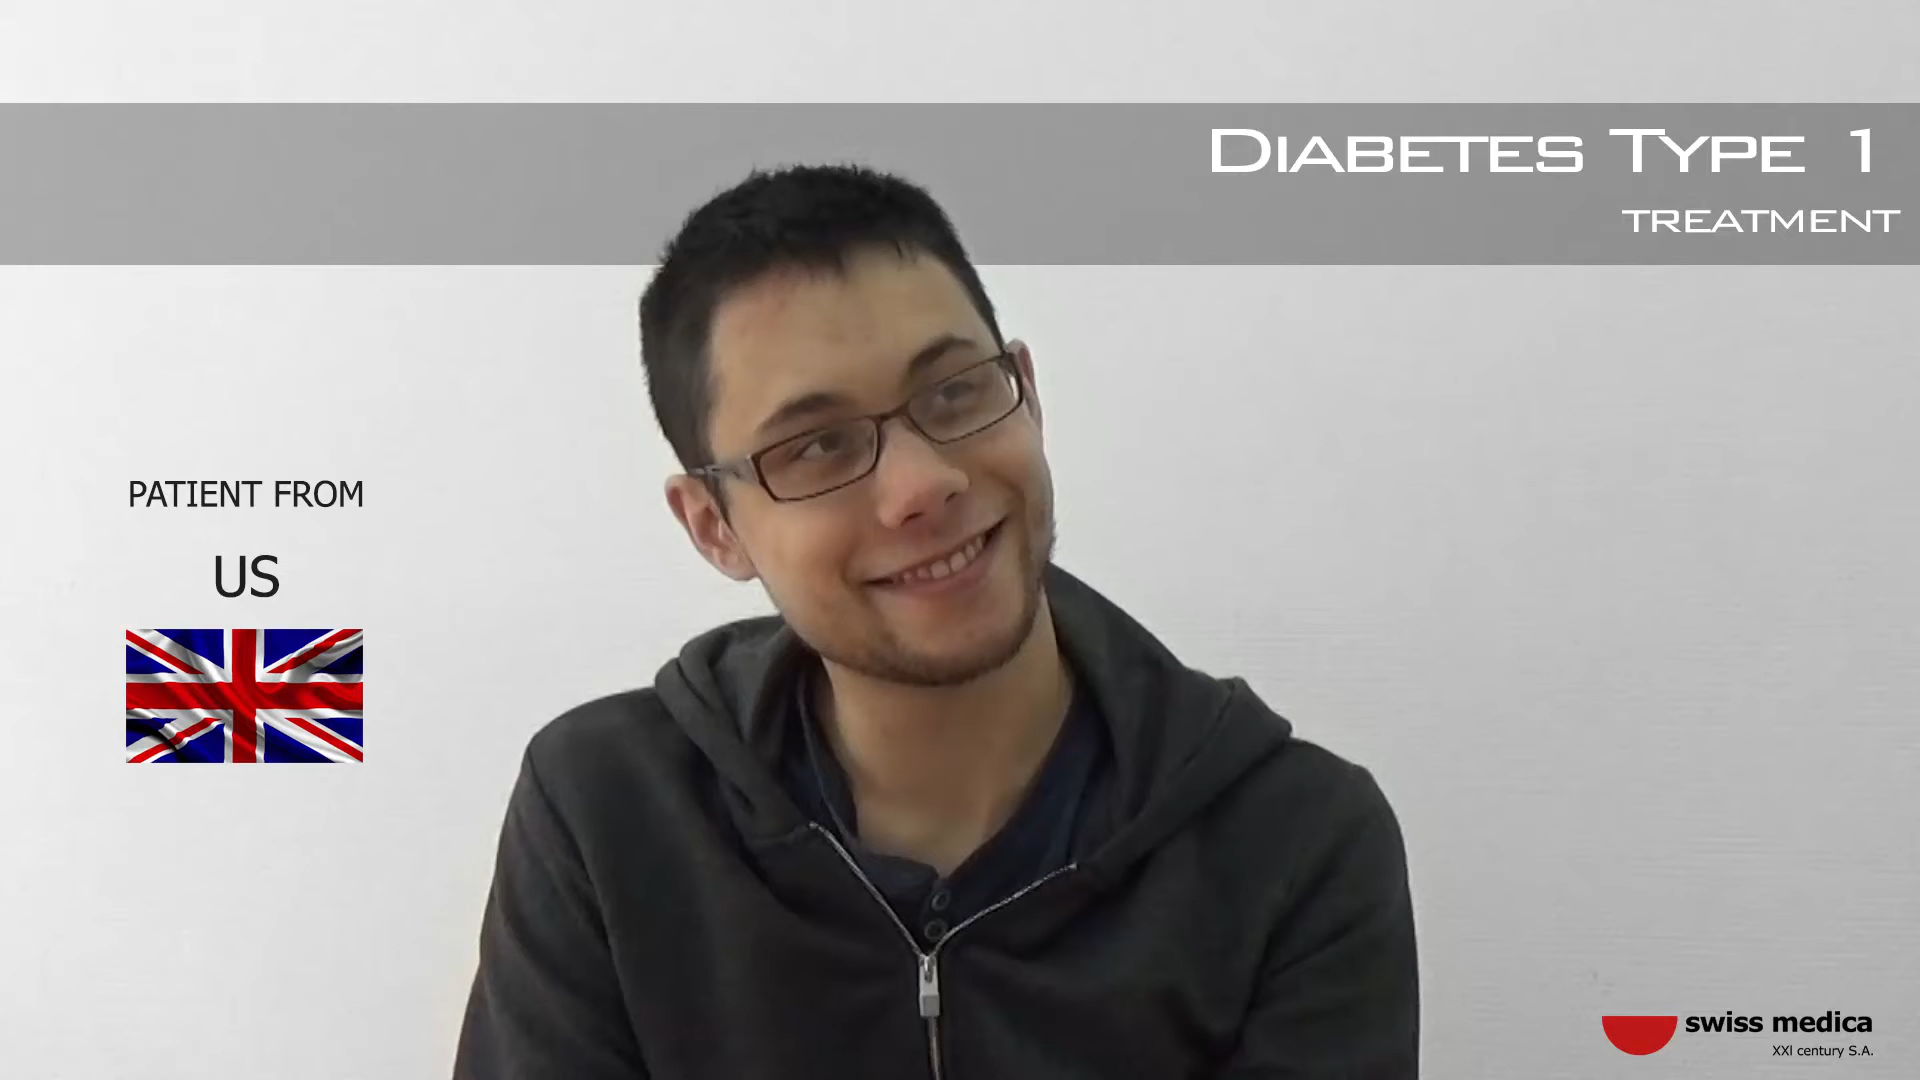 DIABETES TYPE 1
TREATMENT
PATIENT FROM
US
swiss medica
XXI century S.A.